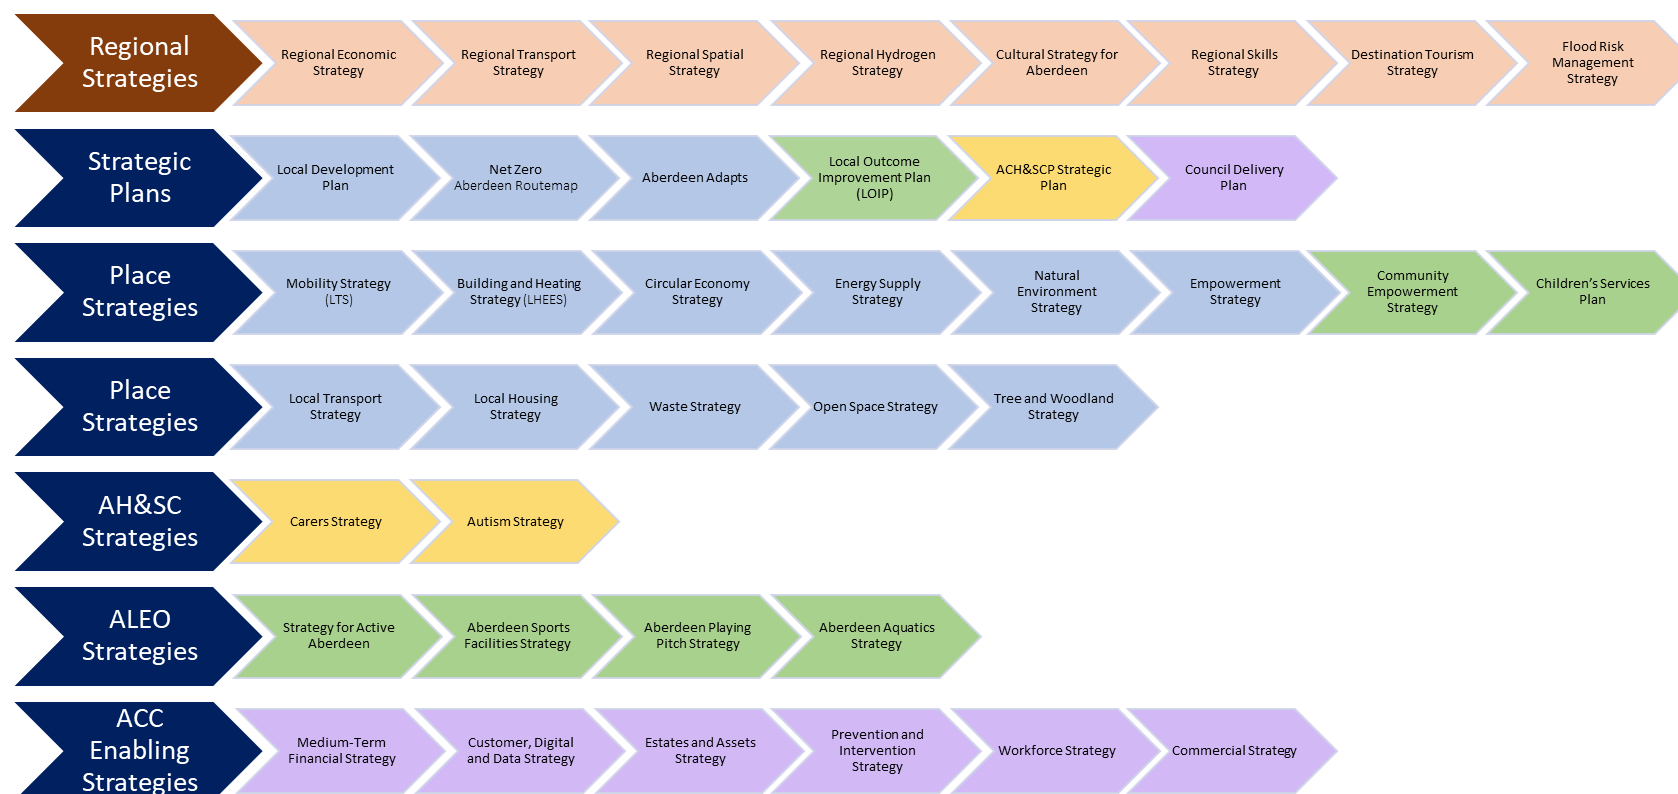 Regional
Strategies
Regional Economic
Strategy
Regional Transport
Strategy
Regional Spatial
Strategy
Regional Hydrogen
Strategy
Cultural Strategy for
Aberdeen
Regional Skills
Strategy
Destination Tourism
Strategy
Flood Risk
Management
Strategy
Strategic
Plans
Local Development
Plan
Net Zero
Aberdeen Routemap
Aberdeen Adapts
Local Outcome
Improvement Plan
(LOIP)
ACH&SCP Strategic
Plan
Council Delivery
Plan
Place
Strategies
Mobility Strategy
(LTS)
Building and Heating
Strategy (LHEES)
Circular Economy
Strategy
Energy Supply
Strategy
Natural
Environment
Strategy
Empowerment
Strategy
Community
Empowerment
Strategy
Children's Services
Plan
Place
Strategies
Local Transport
Strategy
Local Housing
Strategy
Waste Strategy
Open Space Strategy
Tree and Woodland
Strategy
AH&SC
Strategies
Carers Strategy
Autism Strategy
ALEO
Strategies
Strategy for Active
Aberdeen
Aberdeen Sports
Facilities Strategy
Aberdeen Playing
Pitch Strategy
Aberdeen Aquatics
Strategy
ACC
Enabling
Strategies
Medium-Term
Financial Strategy
Customer, Digital
and Data Strategy
Estates and Assets
Strategy
Prevention and
Intervention
Strategy
Workforce Strategy
Commercial Strategy